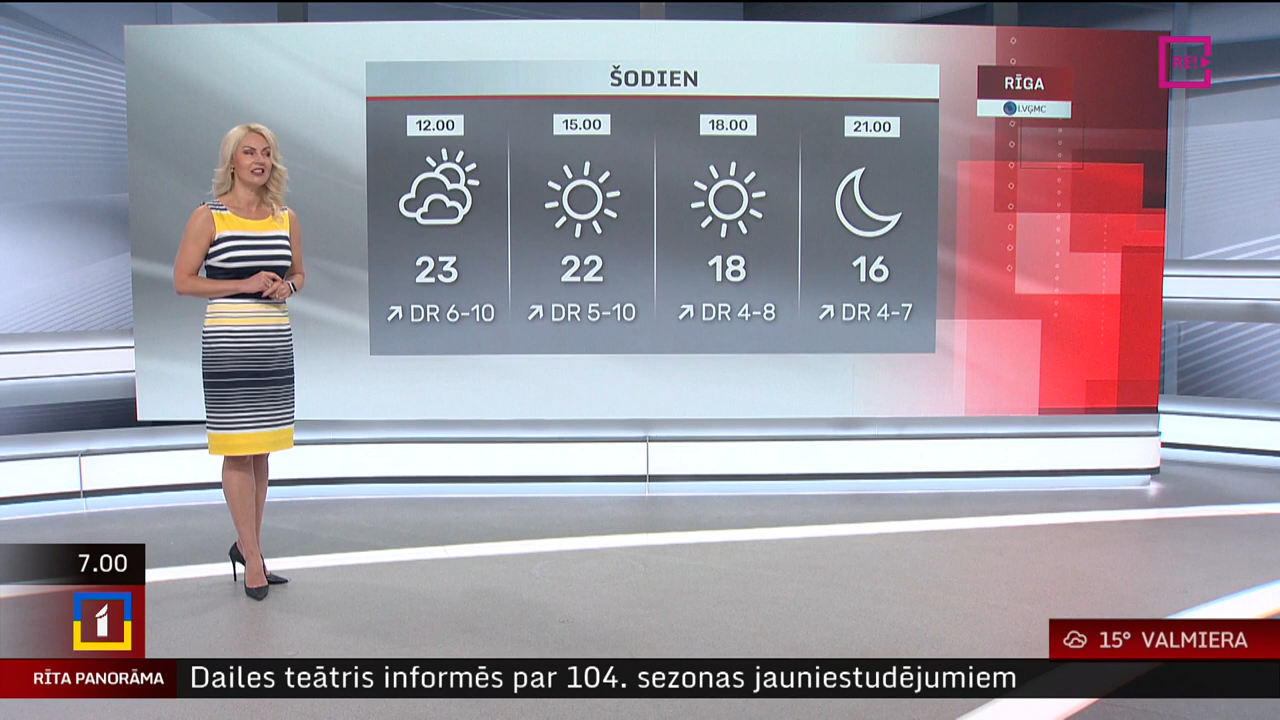 ŠODIEN
12.00
15.00
18.00
21.00
23
22
18
16
DR 6-10
DR 5-10
DR 4-8
DR 4-7
RĪGA
LVĢMC
RE!
7.00
1
15° VALMIERA
RĪTA PANORĀMA
Dailes teātris informēs par 104. sezonas jauniestudējumiem